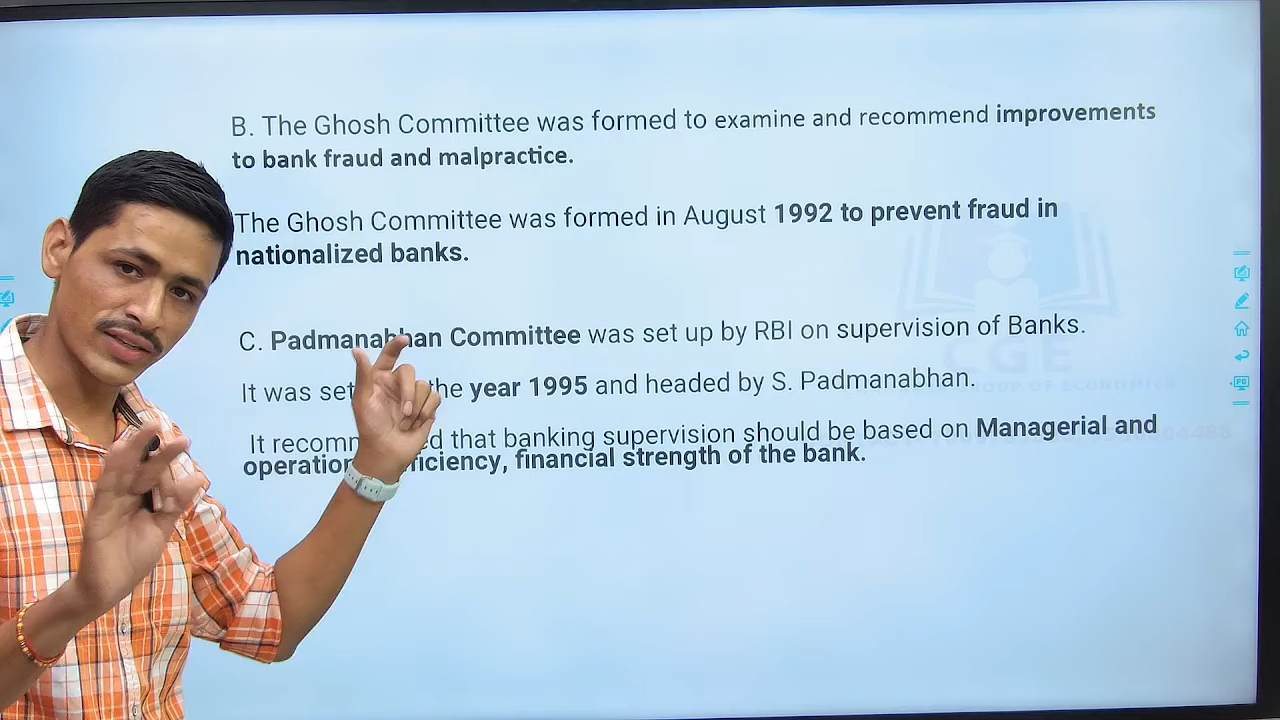 B. The Ghosh Committee was formed to examine and recommend improvements
to bank fraud and malpractice.
The Ghosh Committee was formed in August 1992 to prevent fraud in
nationalized banks.
C. Padmanabhan Committee was set up by RBI on supervision of Banks.
It was set the year 1995 and headed by S. Padmanabhan.
It that banking supervision should be based on Managerial and
financial strength of the bank.
CGE
OF ECONOMICS